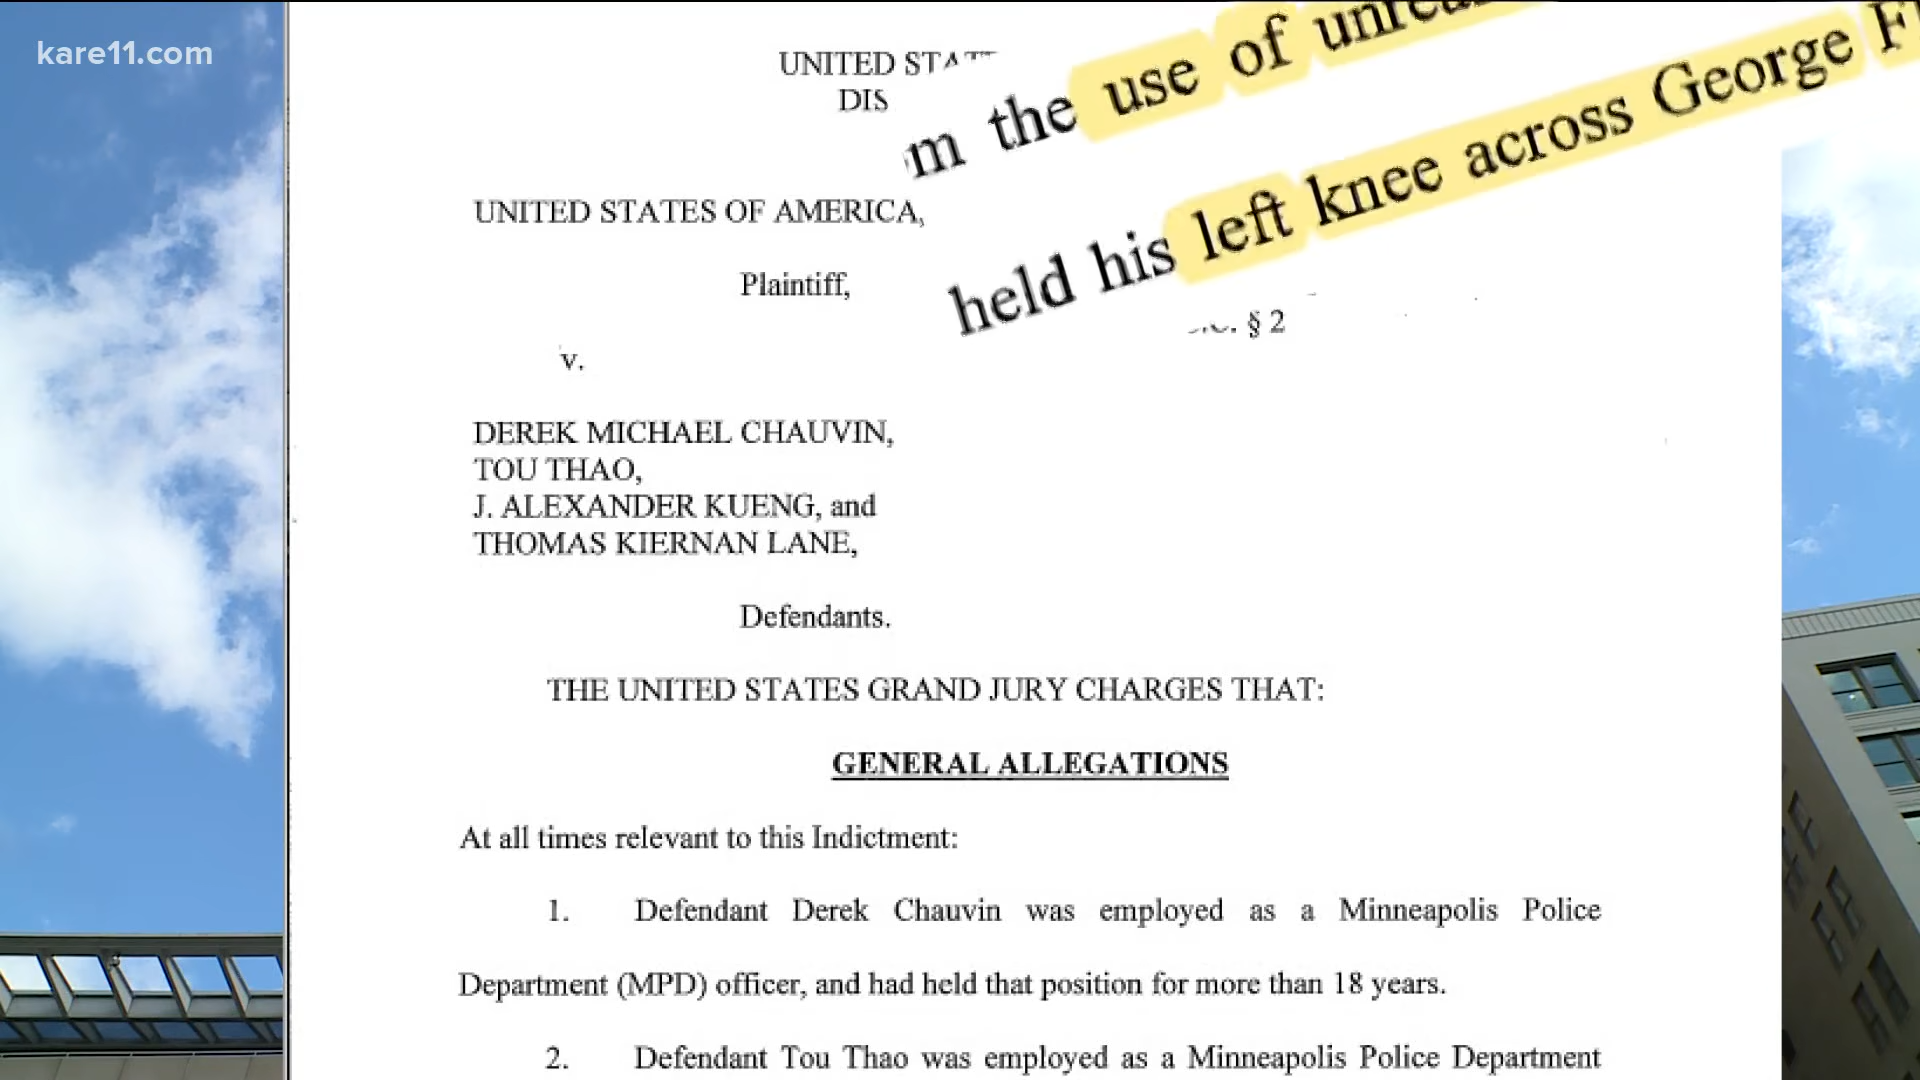 kare11.com
UNITED
DIS
the use of
held his left knee across George
UNITED STATES OF AMERICA,
Plaintiff,
§ 2
v.
DEREK MICHAEL CHAUVIN,
TOU THAO,
J. ALEXANDER KUENG, and
THOMAS KIERNAN LANE,
Defendants.
THE UNITED STATES GRAND JURY CHARGES THAT:
GENERAL ALLEGATIONS
At all times relevant to this Indictment:
1. Defendant Derek Chauvin was employed as a Minneapolis Police
Department (MPD) officer, and had held that position for more than 18 years.
2. Defendant Tou Thao was employed as a Minneapolis Police Department